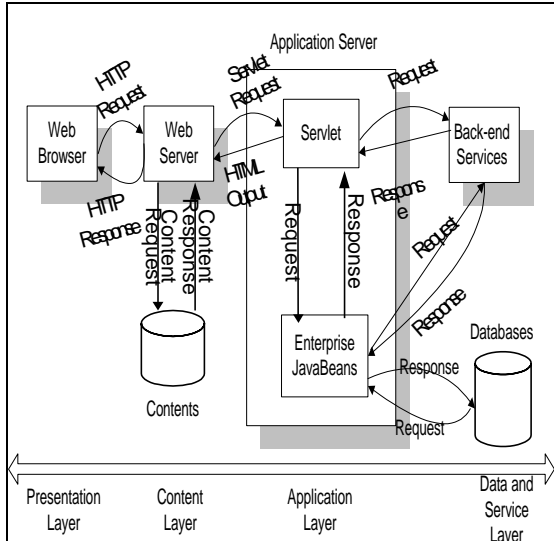 Application Server
HTTP
Request
Servlet
Request
Request
Web
Browser
Web
Server
Servlet
Back-end
Services
HTTP
Response
HTML
Output
Respons
e
Content
Request
Content
Response
Request
Response
Request
Response
Enterprise
JavaBeans
Databases
Response
Request
Contents
Presentation
Layer
Content
Layer
Application
Layer
Data and
Service
Layer